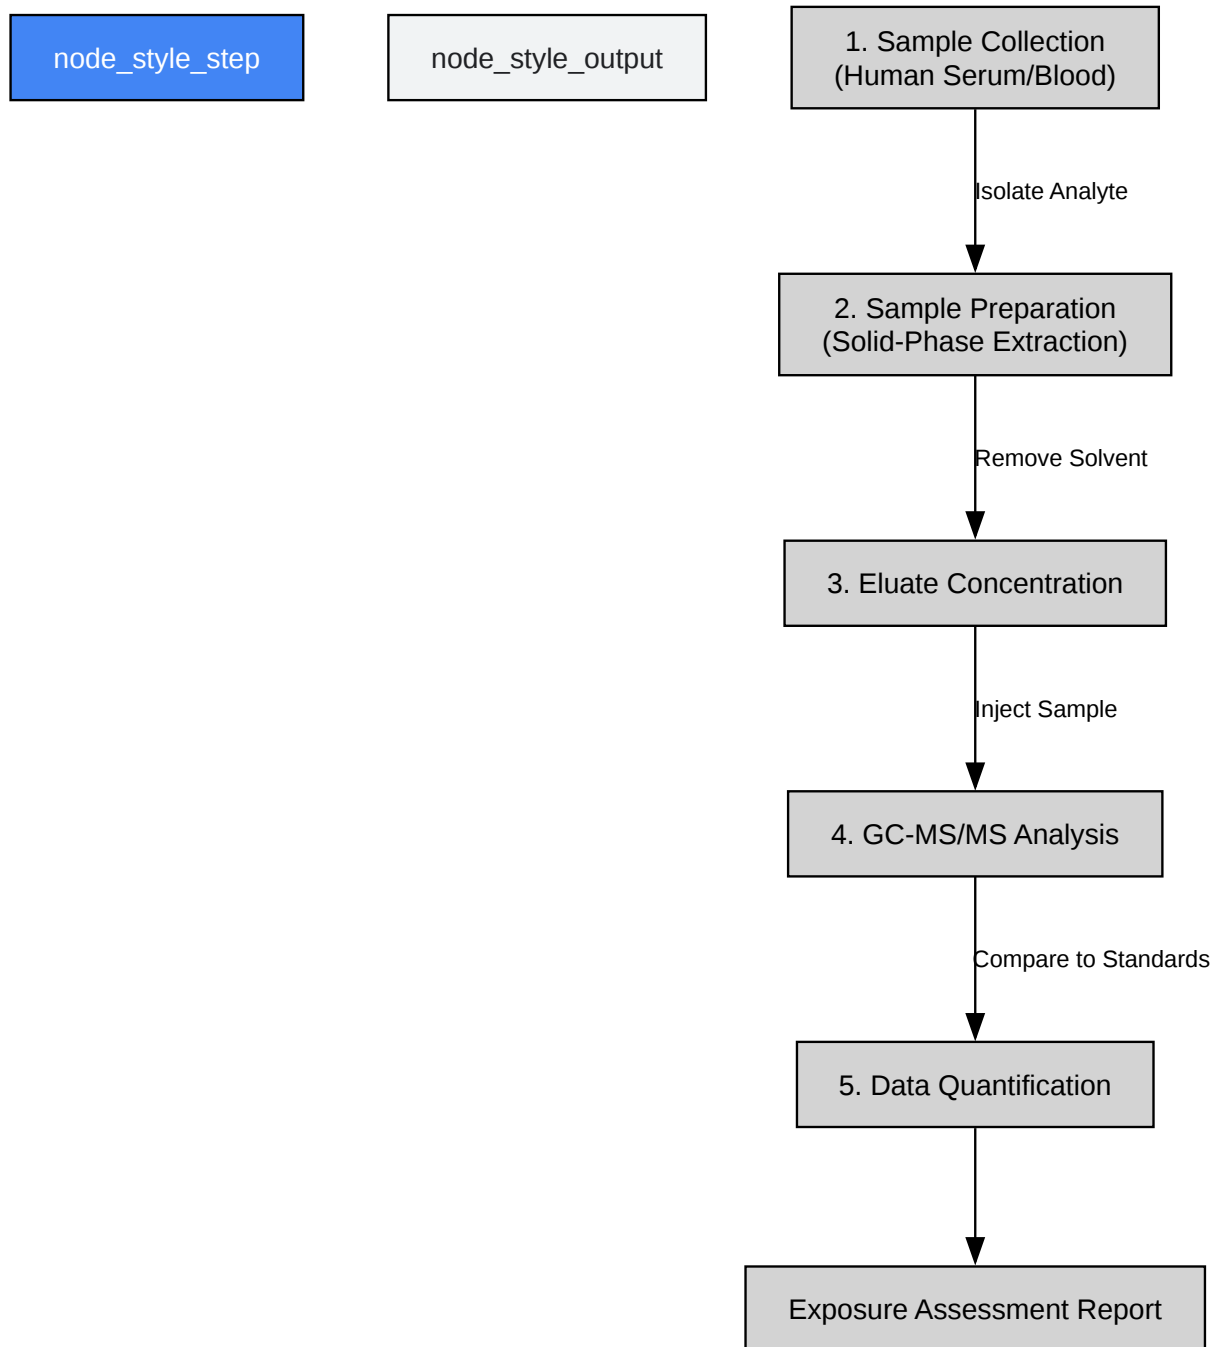 node_style_step
node_style_output
1. Sample Collection
(Human Serum/Blood)
Isolate Analyte
2. Sample Preparation
(Solid-Phase Extraction)
Remove Solvent
3. Eluate Concentration
Inject Sample
4. GC-MS/MS Analysis
Compare to Standards
5. Data Quantification
Exposure Assessment Report